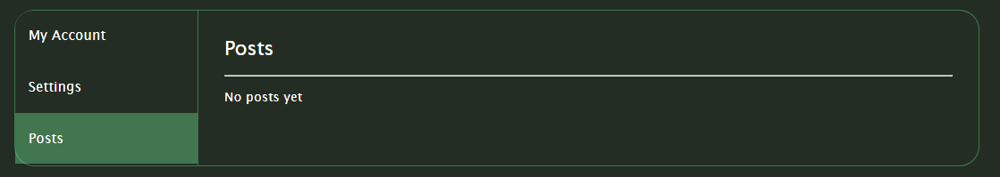 My Account
Settings
Posts
Posts
No posts yet